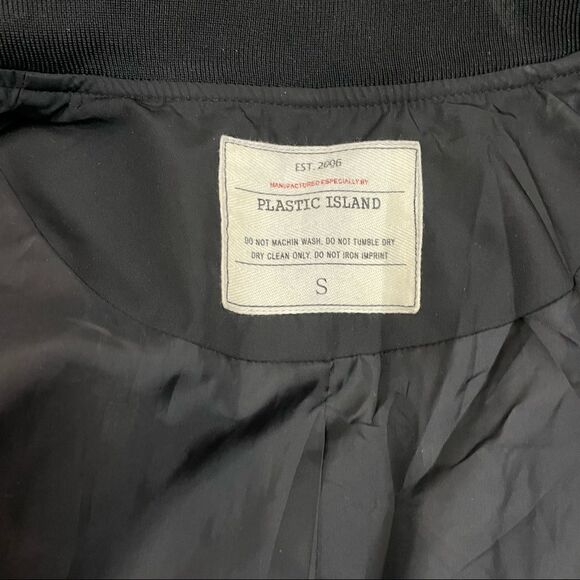 EST. 2006
MANUFACTURED ESPECIALLY BY
PLASTIC ISLAND
DO NOT MACHIN WASH. DO NOT TUMBLE DRY
DRY CLEAN ONLY. DO NOT IRON IMPRINT
S